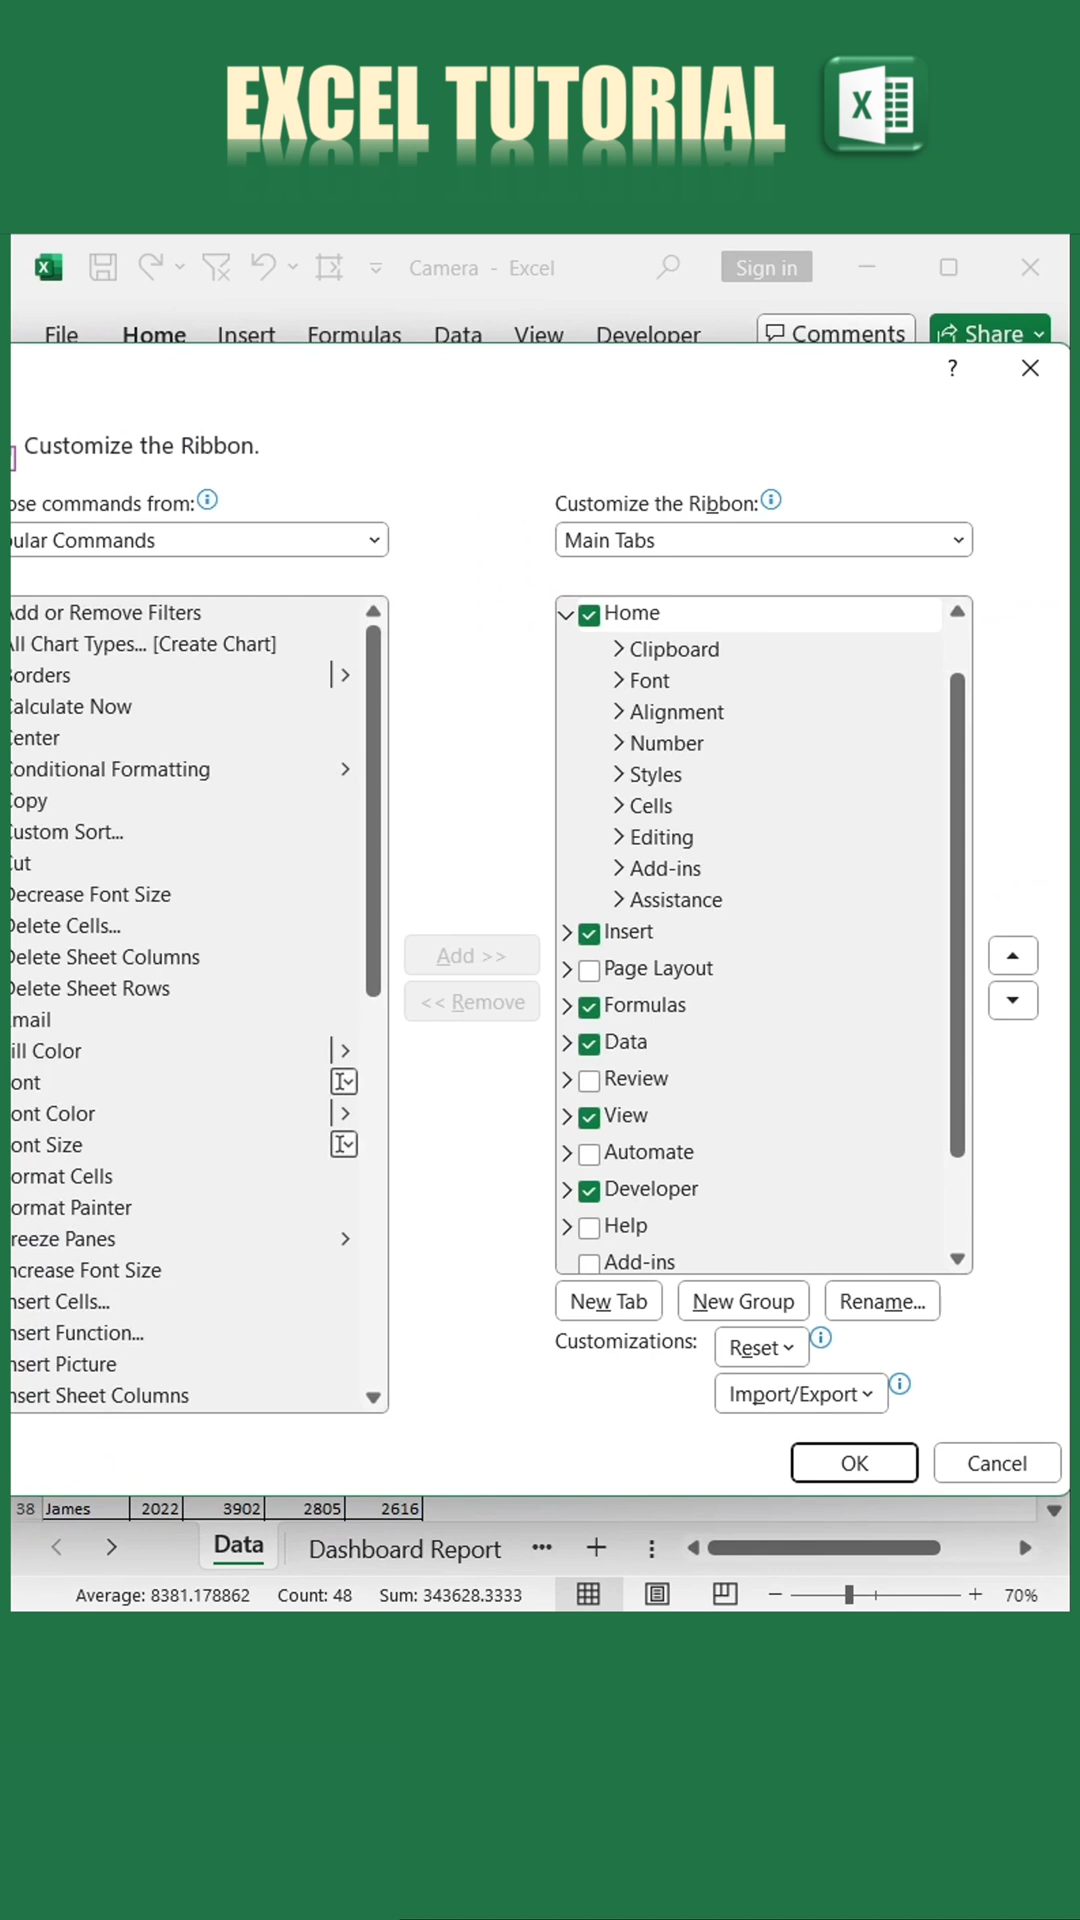 EXCEL TUTORIAL
Camera - Excel
Sign in
File Home Insert Formulas Data View Developer
Comments
Share
?
Customize the Ribbon.
ose commands from:
ular Commands
Add or Remove Filters
ll Chart Types... [Create Chart]
orders
alculate Now
enter
onditional Formatting
opy
ustom Sort...
ut
Decrease Font Size
Delete Cells...
Delete Sheet Columns
Delete Sheet Rows
mail
ill Color
ont
ont Color
ont Size
ormat Cells
ormat Painter
reeze Panes
ncrease Font Size
nsert Cells...
nsert Function...
nsert Picture
nsert Sheet Columns
Add >>
<< Remove
Customize the Ribbon:
Main Tabs
Home
Clipboard
Font
Alignment
Number
Styles
Cells
Editing
Add-ins
Assistance
Insert
Page Layout
Formulas
Data
Review
View
Automate
Developer
Help
Add-ins
New Tab
New Group
Rename...
Customizations:
Reset
Import/Export
OK
Cancel
38 James 2022 3902 2805 2616
Data
Dashboard Report
Average: 8381.178862 Count: 48 Sum: 343628.3333
70%